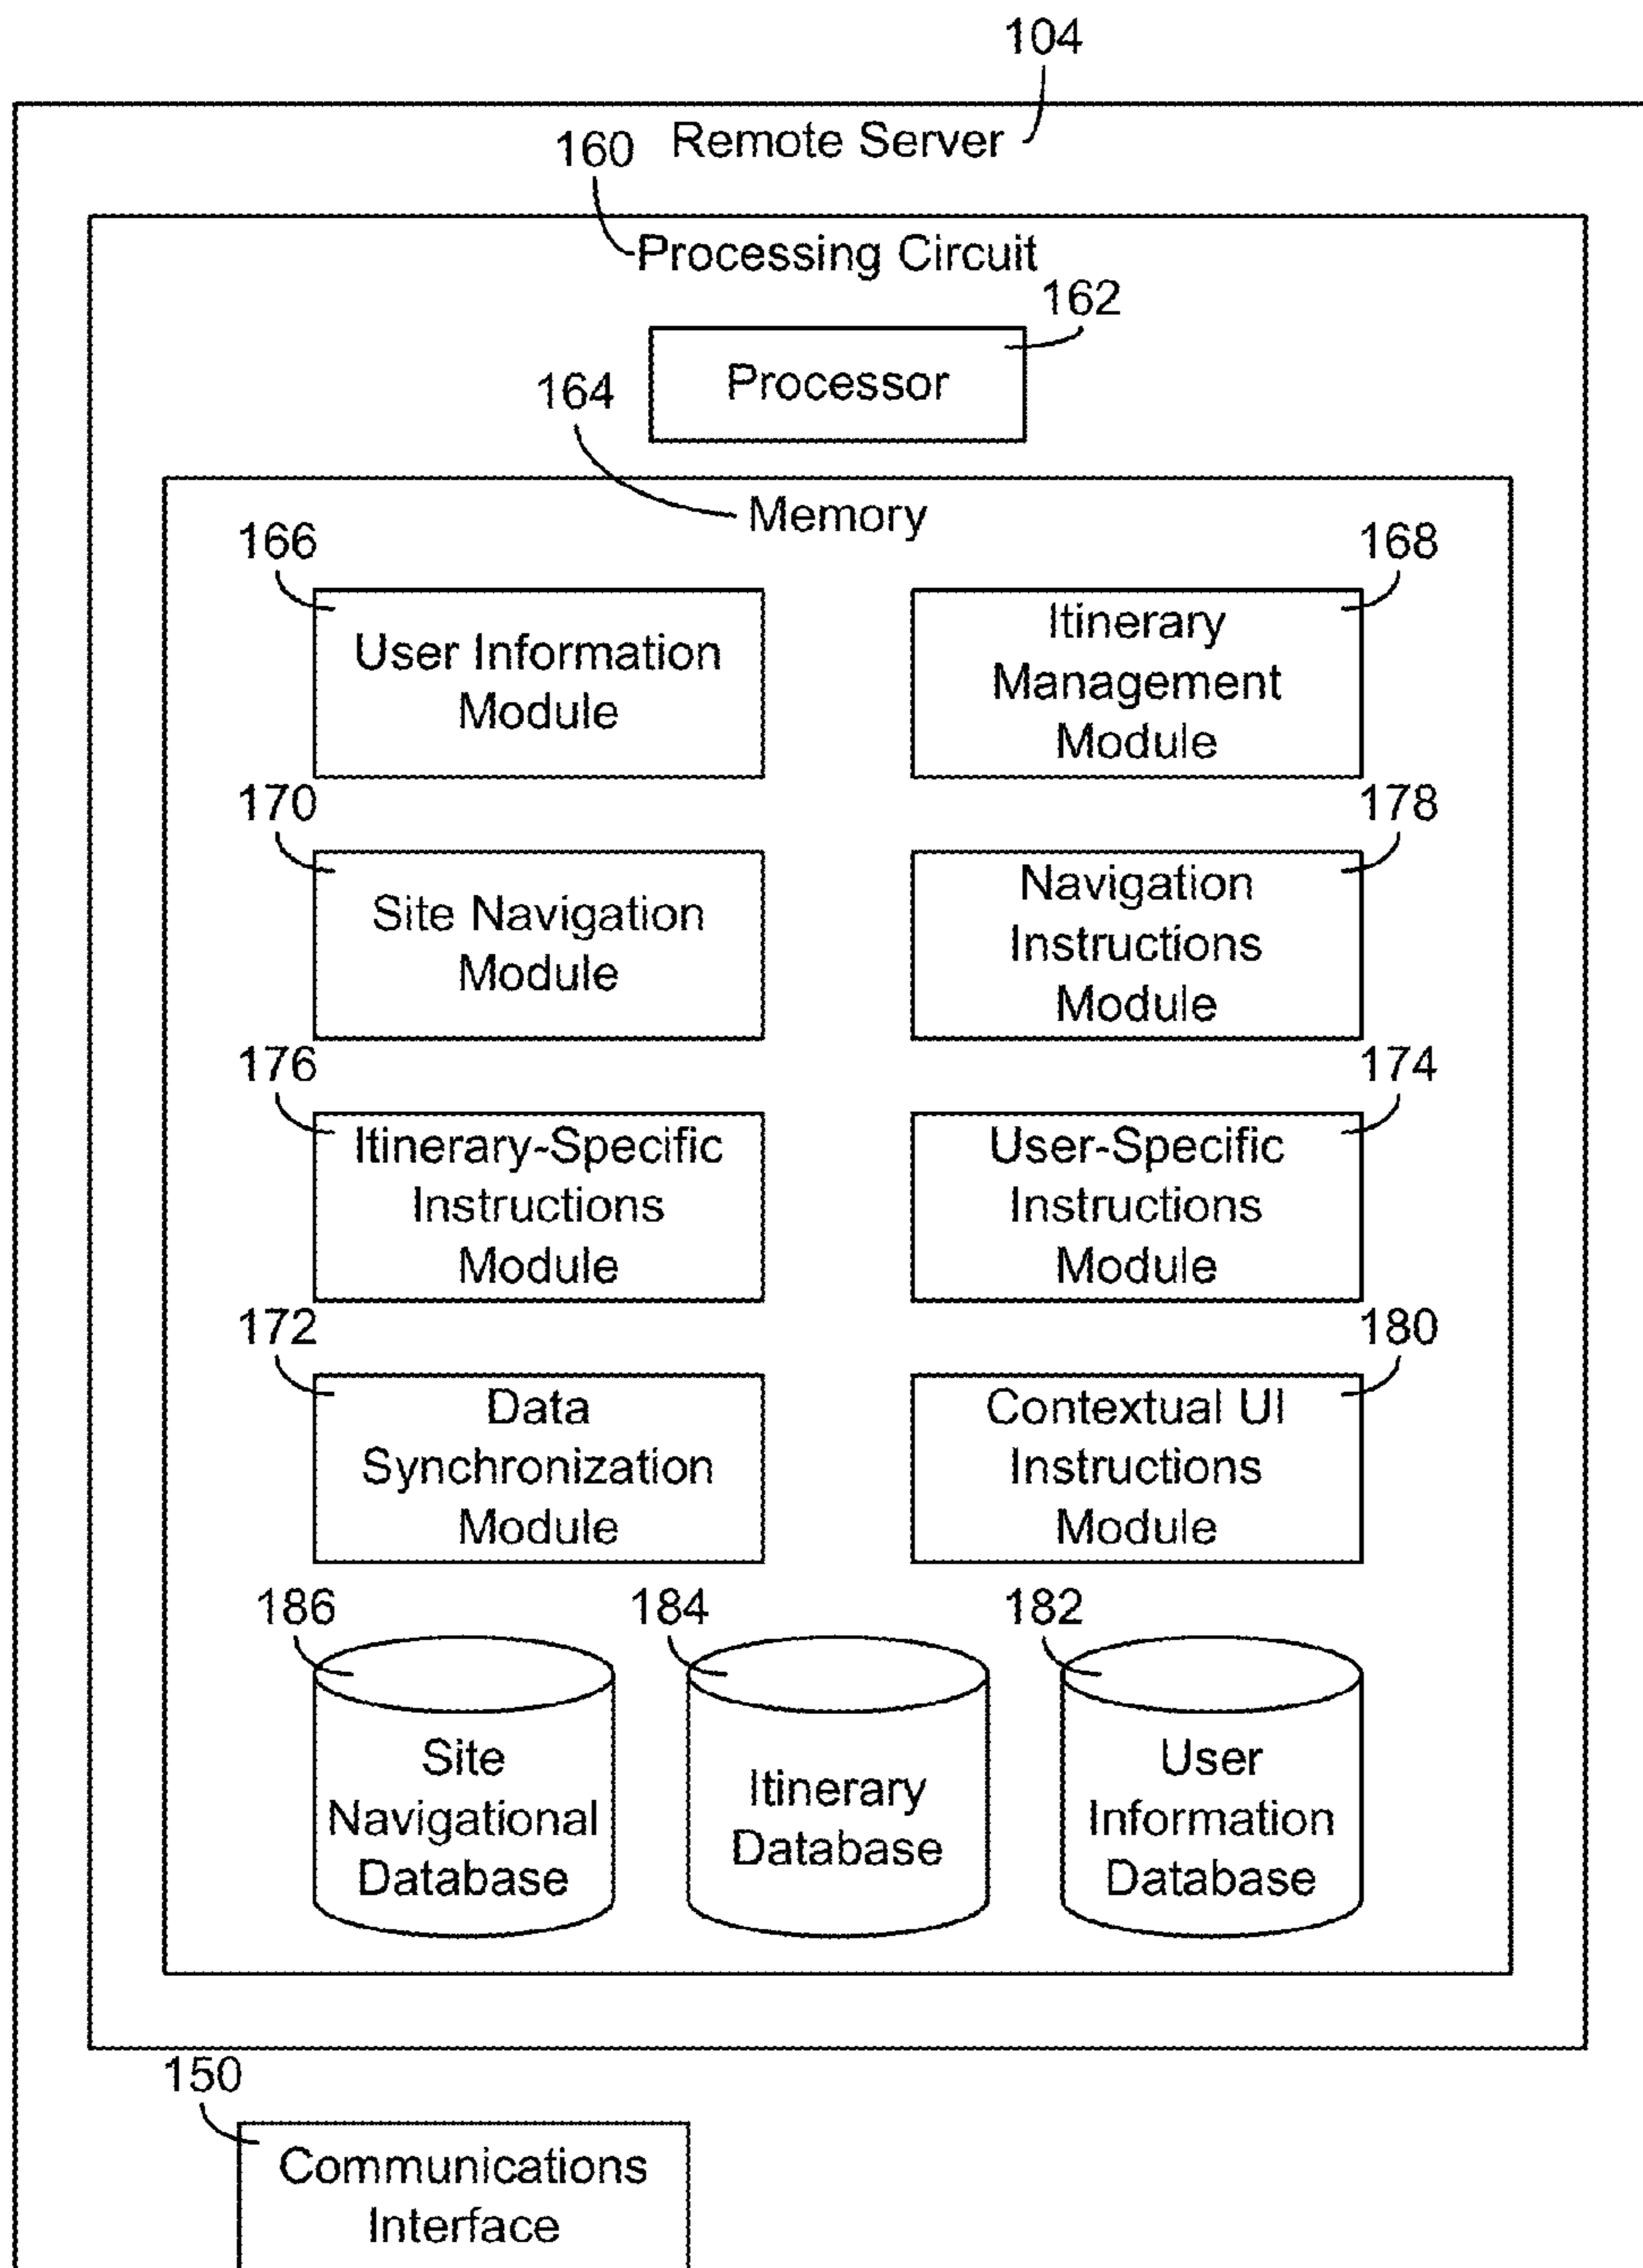 104
Remote Server
160
Processing Circuit
162
Processor
164
Memory
166
User Information
Module
168
Itinerary
Management
Module
170
Site Navigation
Module
178
Navigation
Instructions
Module
176
Itinerary-Specific
Instructions
Module
174
User-Specific
Instructions
Module
172
Data
Synchronization
Module
180
Contextual UI
Instructions
Module
186
Site
Navigational
Database
184
Itinerary
Database
182
User
Information
Database
150
Communications
Interface